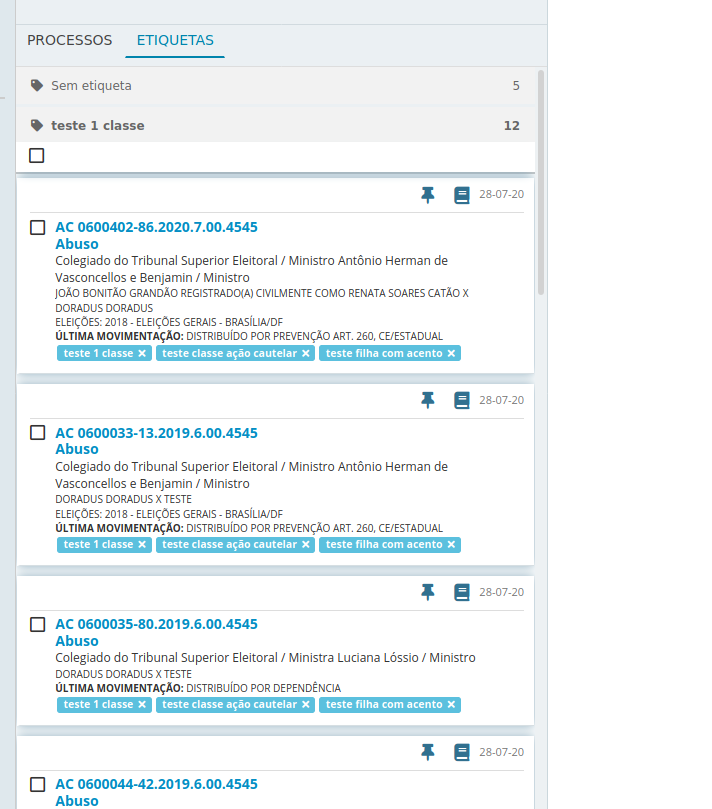 PROCESSOS ETIQUETAS
Sem etiqueta 5
teste 1 classe 12
28-07-20
AC 0600402-86.2020.7.00.4545
Abuso
Colegiado do Tribunal Superior Eleitoral / Ministro Antônio Herman de
Vasconcellos e Benjamin / Ministro
JOÃO BONITÃO GRANDÃO REGISTRADO(A) CIVILMENTE COMO RENATA SOARES CATÃO X
DORADUS DORADUS
ELEIÇÕES: 2018 - ELEIÇÕES GERAIS - BRASÍLIA/DF
ÚLTIMA MOVIMENTAÇÃO: DISTRIBUÍDO POR PREVENÇÃO ART. 260, CE/ESTADUAL
teste 1 classe × teste classe ação cautelar × teste filha com acento ×
28-07-20
AC 0600033-13.2019.6.00.4545
Abuso
Colegiado do Tribunal Superior Eleitoral / Ministro Antônio Herman de
Vasconcellos e Benjamin / Ministro
DORADUS DORADUS X TESTE
ELEIÇÕES: 2018 - ELEIÇÕES GERAIS - BRASÍLIA/DF
ÚLTIMA MOVIMENTAÇÃO: DISTRIBUÍDO POR PREVENÇÃO ART. 260, CE/ESTADUAL
teste 1 classe × teste classe ação cautelar × teste filha com acento ×
28-07-20
AC 0600035-80.2019.6.00.4545
Abuso
Colegiado do Tribunal Superior Eleitoral / Ministra Luciana Lóssio / Ministro
DORADUS DORADUS X TESTE
ÚLTIMA MOVIMENTAÇÃO: DISTRIBUÍDO POR DEPENDÊNCIA
teste 1 classe × teste classe ação cautelar × teste filha com acento ×
28-07-20
AC 0600044-42.2019.6.00.4545
Abuso